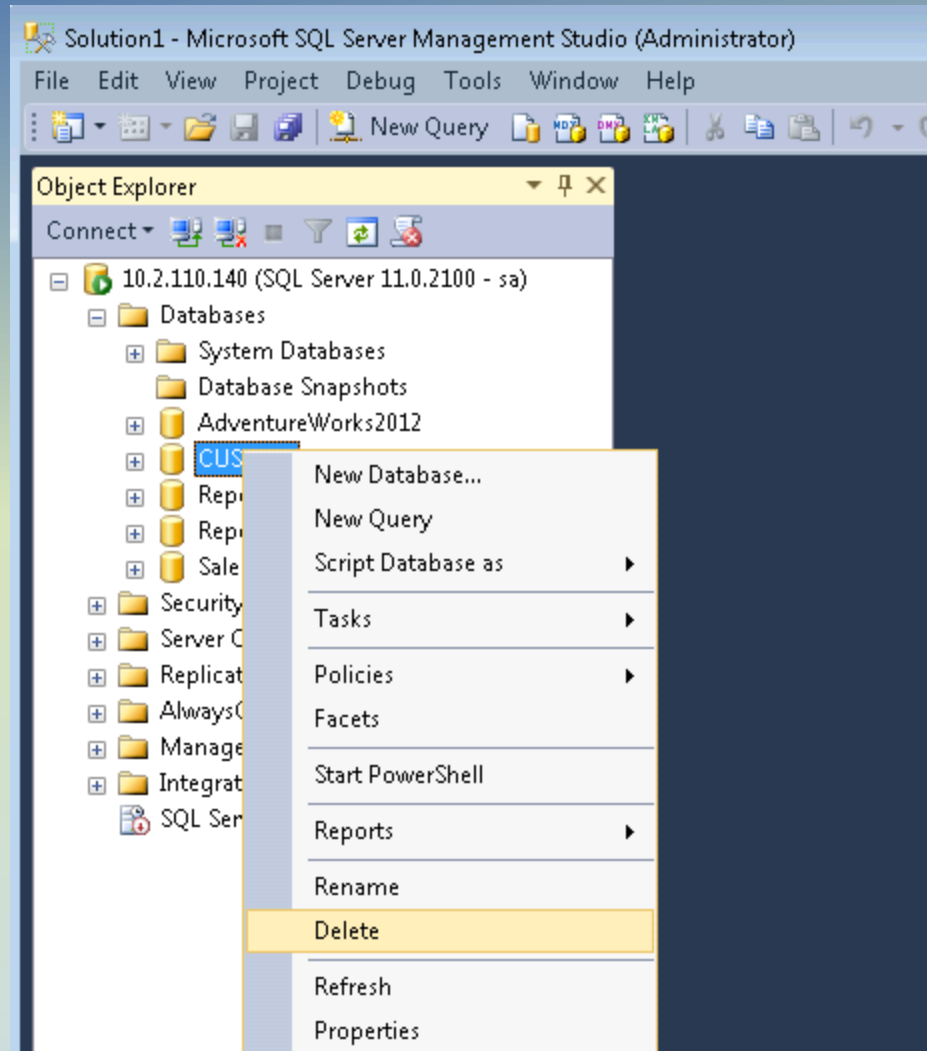 Solution1 - Microsoft SQL Server Management Studio (Administrator)
File Edit View Project Debug Tools Window Help
New Query
Object Explorer
Connect
10.2.110.140 (SQL Server 11.0.2100 - sa)
Databases
System Databases
Database Snapshots
AdventureWorks2012
CUS
Rep
Rep
Sale
Security
Server
Replicat
Always
Manage
Integrat
SQL Ser
New Database...
New Query
Script Database as
Tasks
Policies
Facets
Start PowerShell
Reports
Rename
Delete
Refresh
Properties